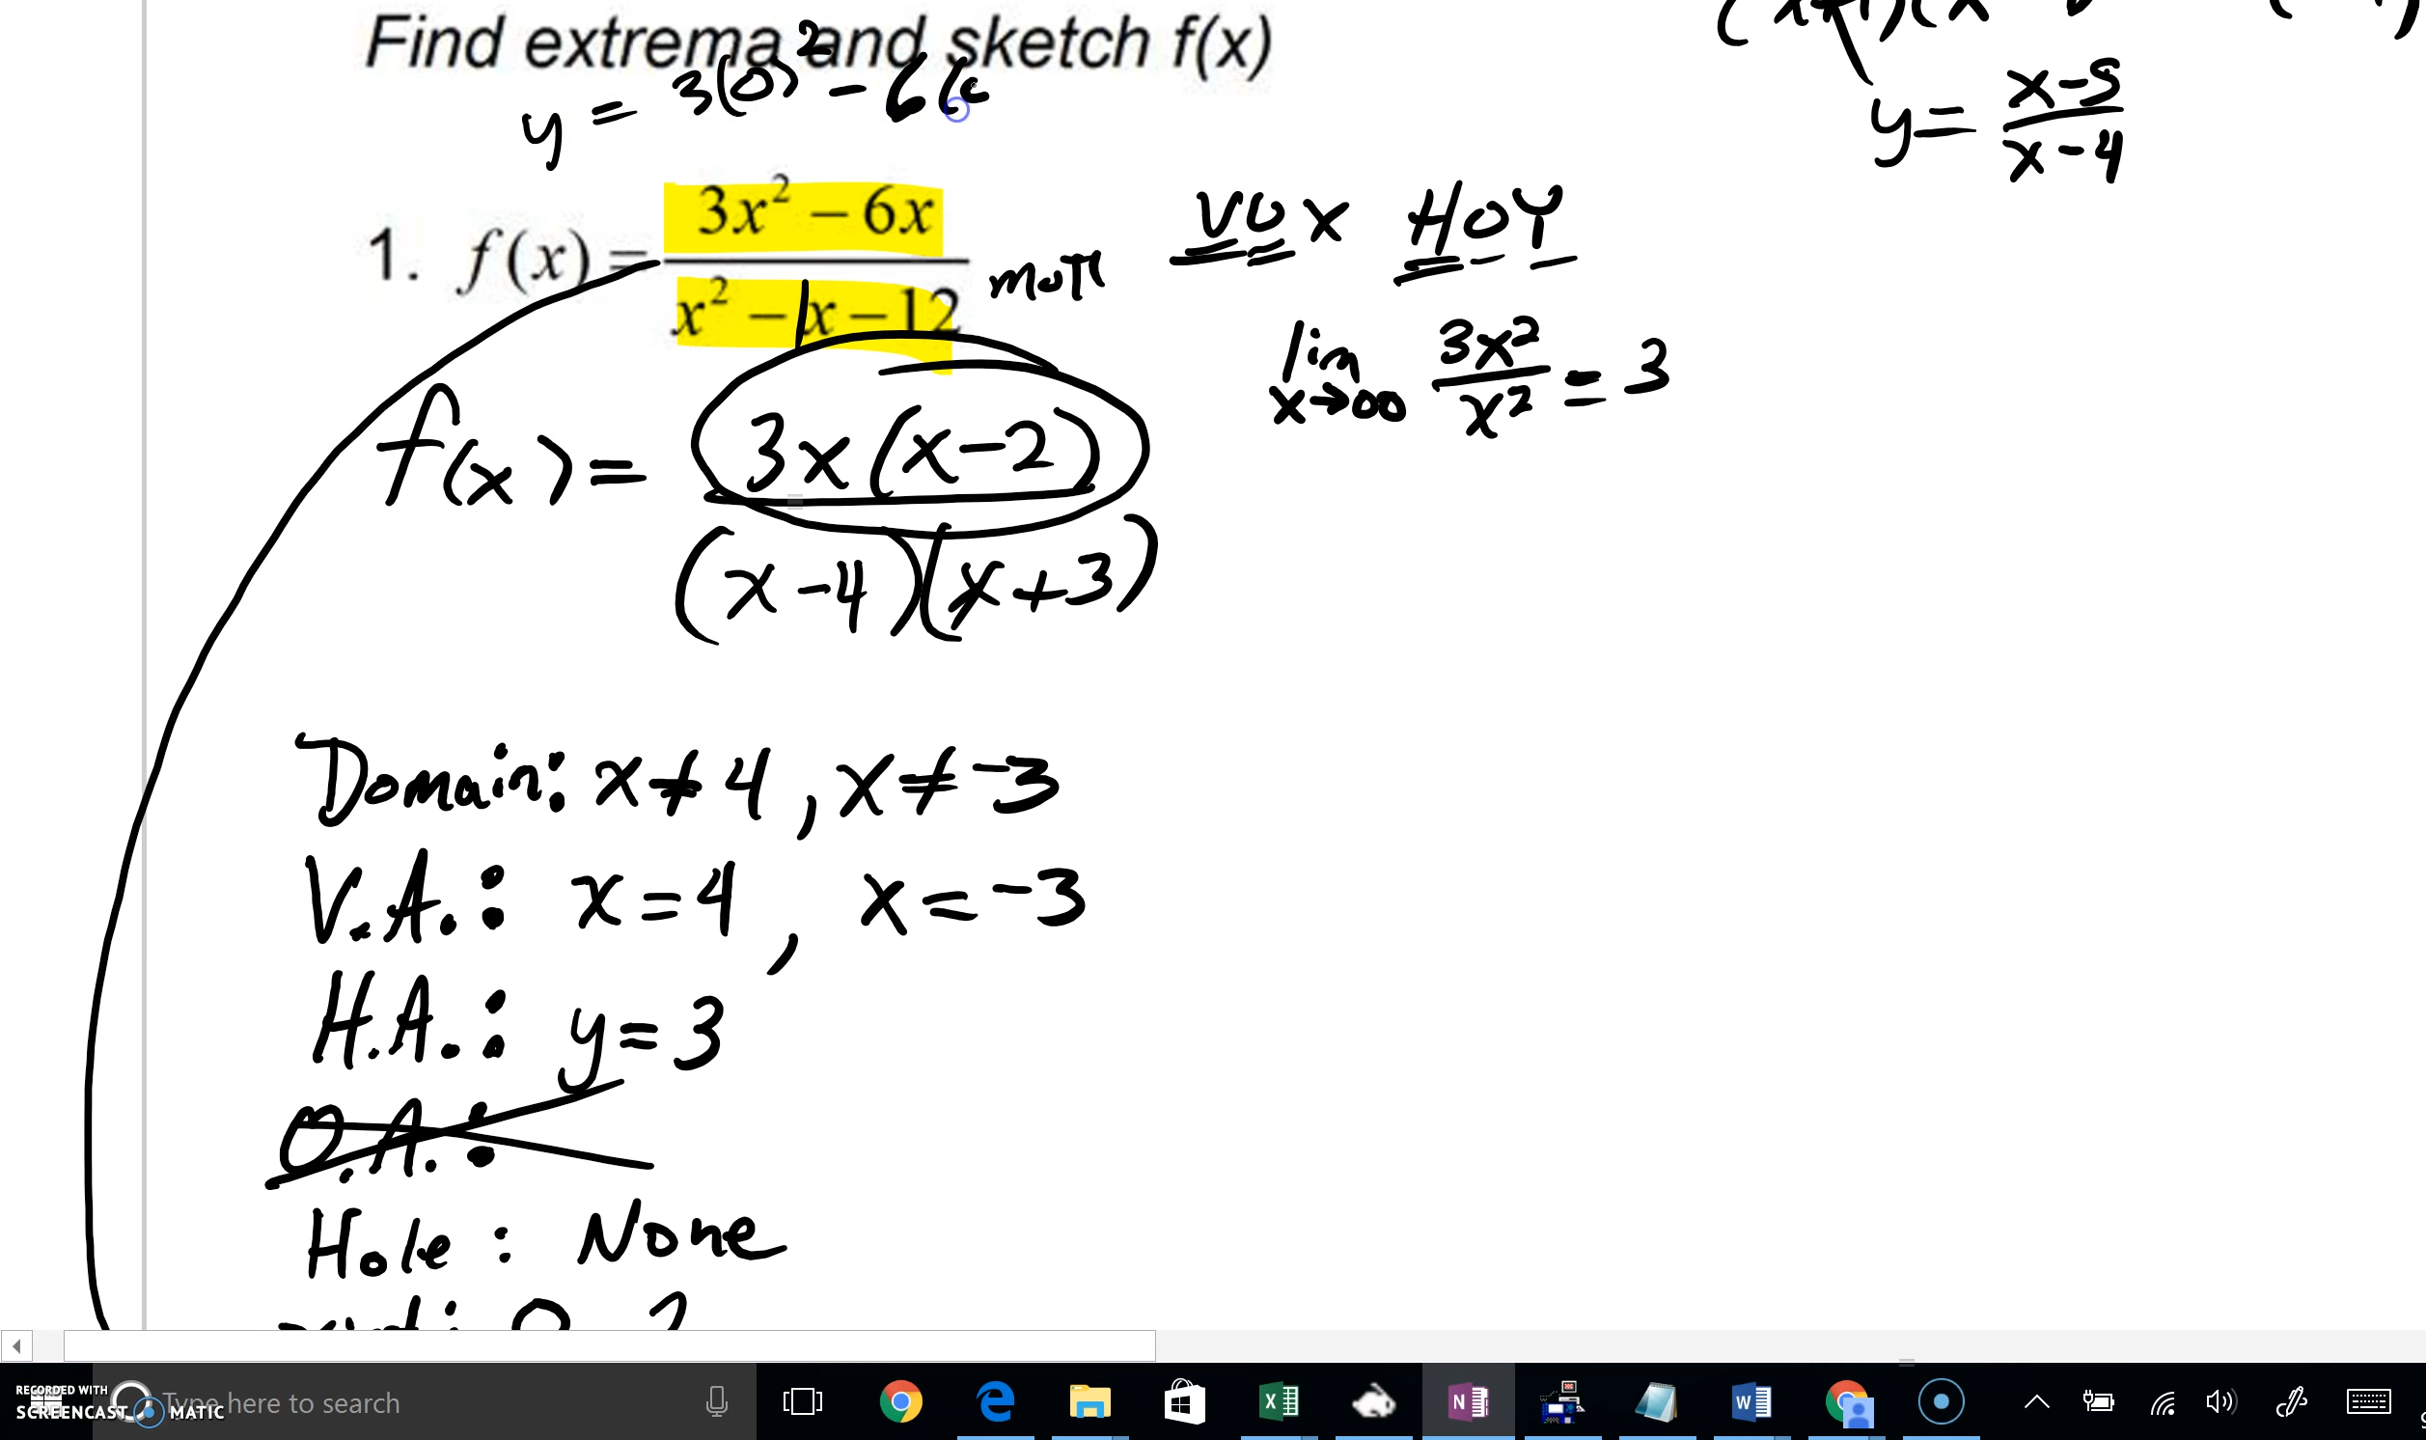 Find extrema and sketch f(x)
y = 3(0)² - 6(
y = x-5 / x-4
1. f(x) = 3x² - 6x / x² - 1x - 12
VOX HOY
lim x→∞ 3x² / x² = 3
f(x) = 3x(x-2) / (x-4)(x+3)
Domain: x ≠ 4, x ≠ -3
V.A.: x = 4, x = -3
H.A.: y = 3
O.A.:
Hole: None
RECORDED WITH
SCREENCAST MATIC
Type here to search